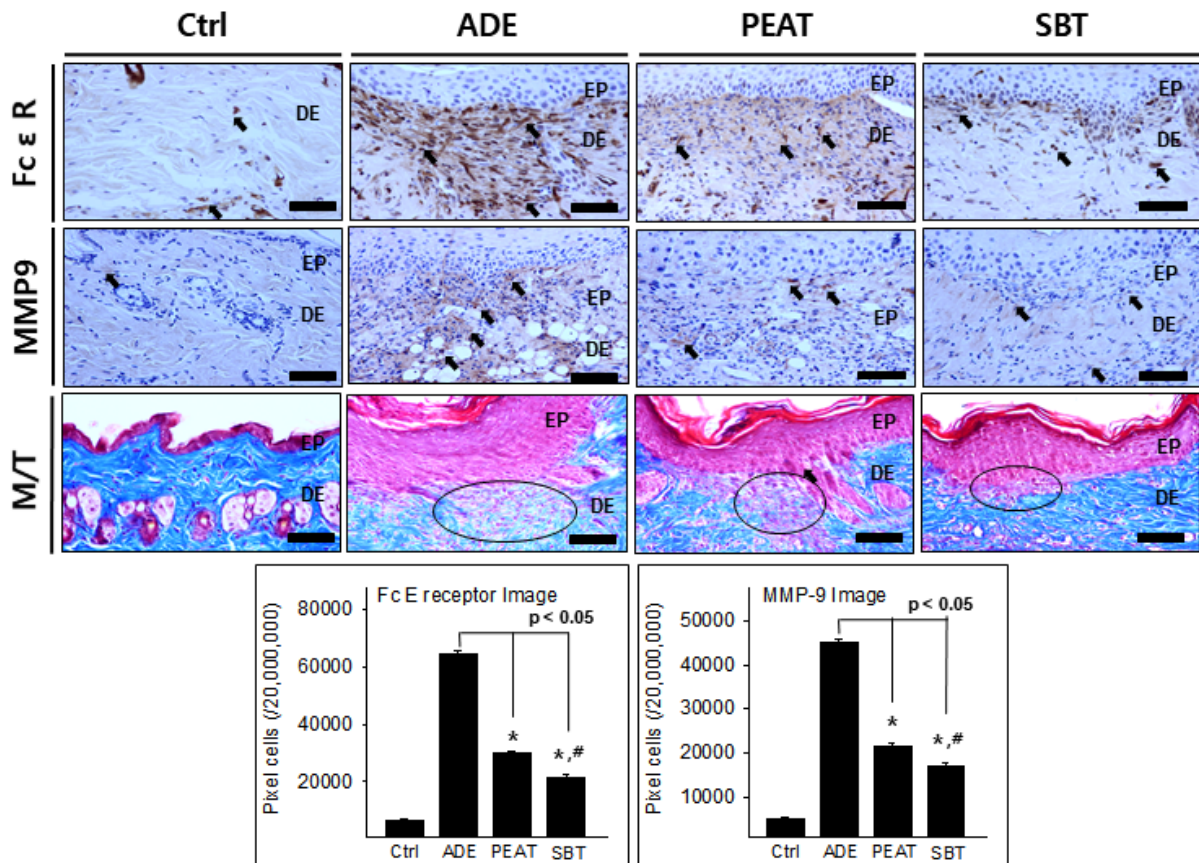 Ctrl ADE PEAT SBT
Fc ε R
DE
EP
DE
EP
DE
EP
DE
MMP9
EP
DE
EP
DE
EP
DE
M/T
EP
DE
EP
DE
EP
DE
EP
DE
Fc E receptor Image
p < 0.05
Pixel cells (/20,000,000)
80000
60000
40000
20000
*
*,#
Ctrl ADE PEAT SBT
MMP-9 Image
p < 0.05
Pixel cells (/20,000,000)
50000
40000
30000
20000
10000
*
*,#
Ctrl ADE PEAT SBT